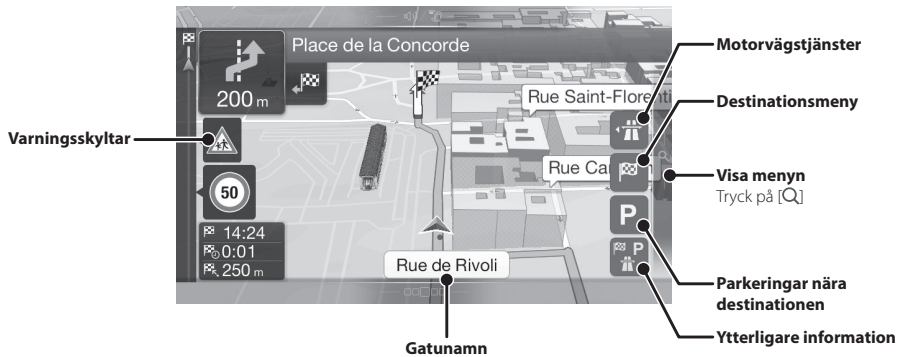 Place de la Concorde
200 m
Rue Saint-Florenti
Rue Ca
50
P
14:24
0:01
250 m
P
Rue de Rivoli
Varningsskyltar
Motorvägstjänster
Destinationsmeny
Visa menyn
Tryck på [Q]
Parkeringar nära
destinationen
Ytterligare information
Gatunamn